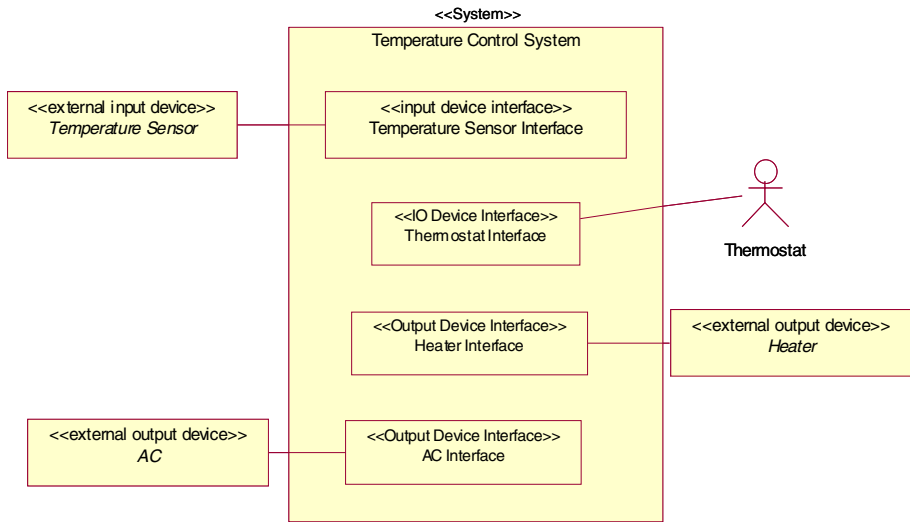 <<System>>
Temperature Control System
<<external input device>>
Temperature Sensor
<<input device interface>>
Temperature Sensor Interface
<<IO Device Interface>>
Thermostat Interface
Thermostat
<<Output Device Interface>>
Heater Interface
<<external output device>>
Heater
<<external output device>>
AC
<<Output Device Interface>>
AC Interface